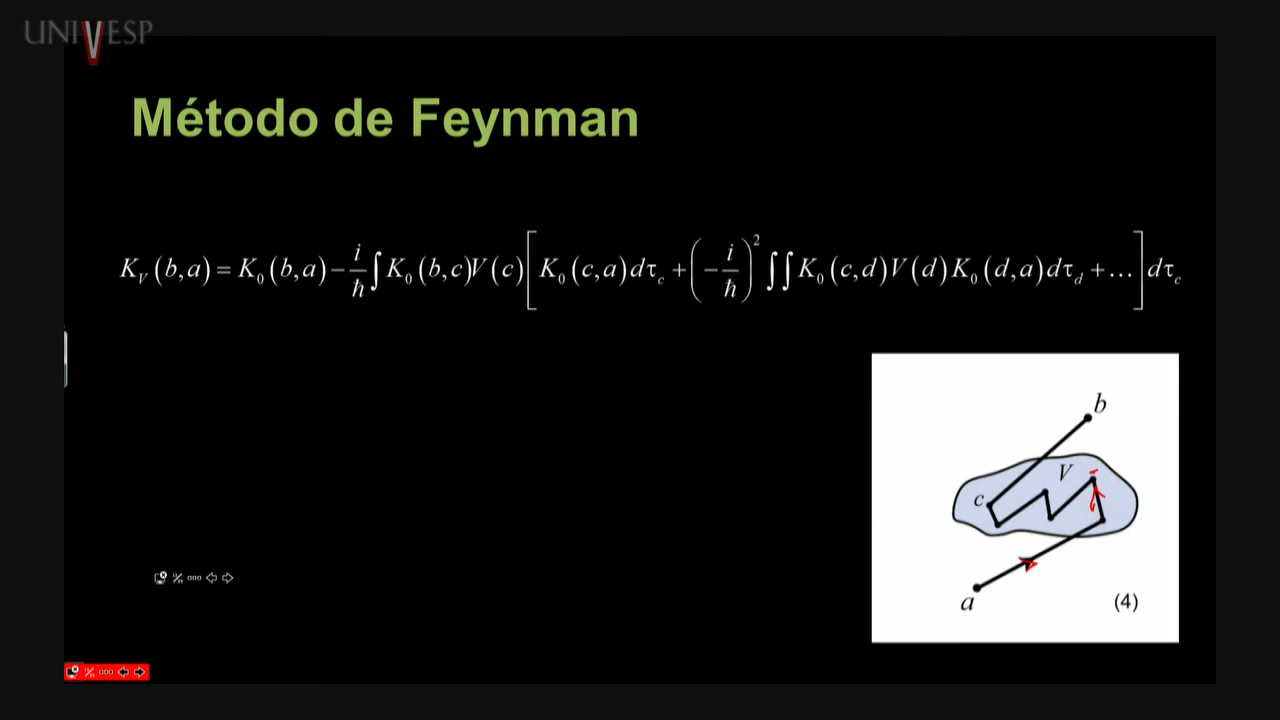 UNIVESP
Método de Feynman
K_V (b,a) = K_0 (b,a) − i/ħ ∫ K_0 (b,c)V (c) [ K_0 (c,a) dτ_c + (− i/ħ)^2 ∫∫ K_0 (c,d)V (d) K_0 (d,a) dτ_d + … ] dτ_c
b
V
c
a
(4)